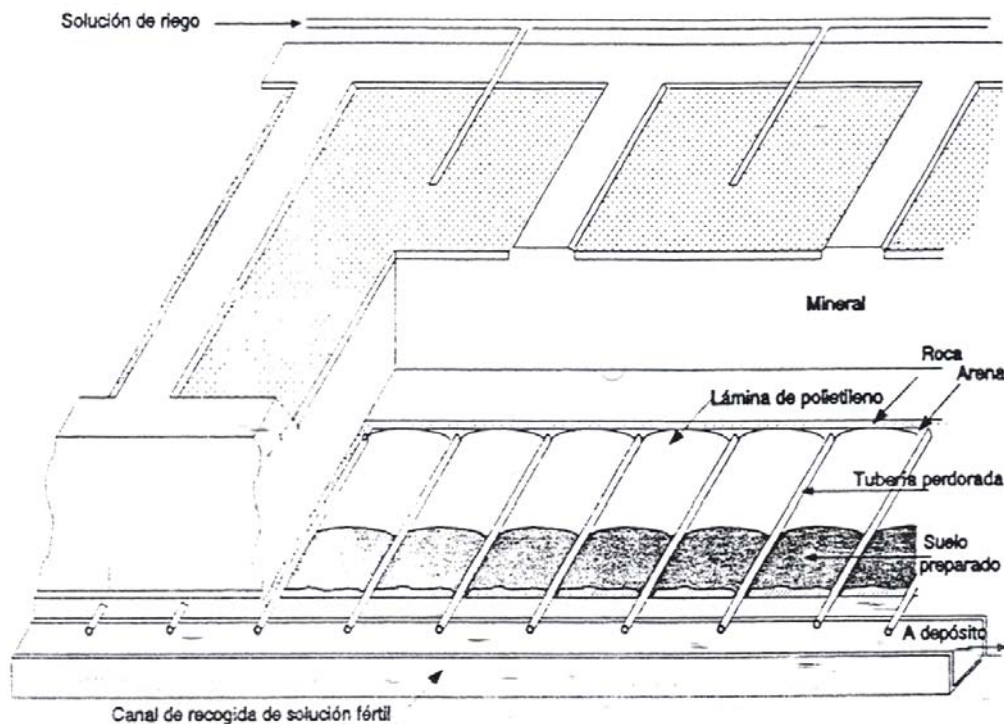 Solución de riego
Mineral
Roca
Arena
Lámina de polietileno
Tubería perdorada
Suelo
preparado
A depósito
Canal de recogida de solución fértil